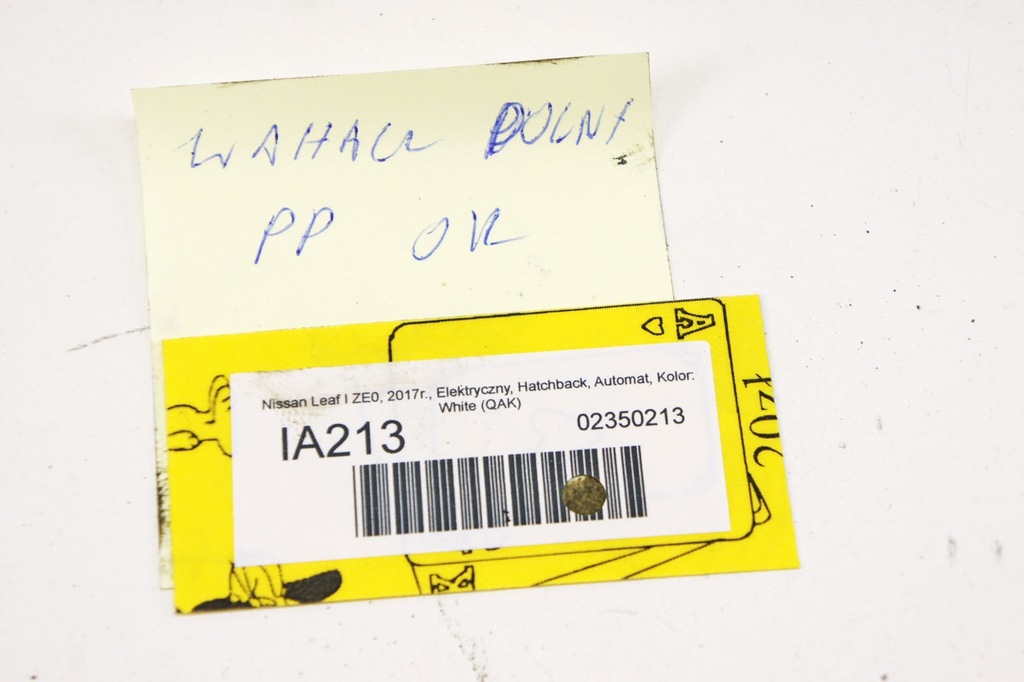 WAHACZ DOLNY
PP OK
A
Nissan Leaf I ZE0, 2017r., Elektryczny, Hatchback, Automat, Kolor:
White (QAK)
IA213
02350213
K